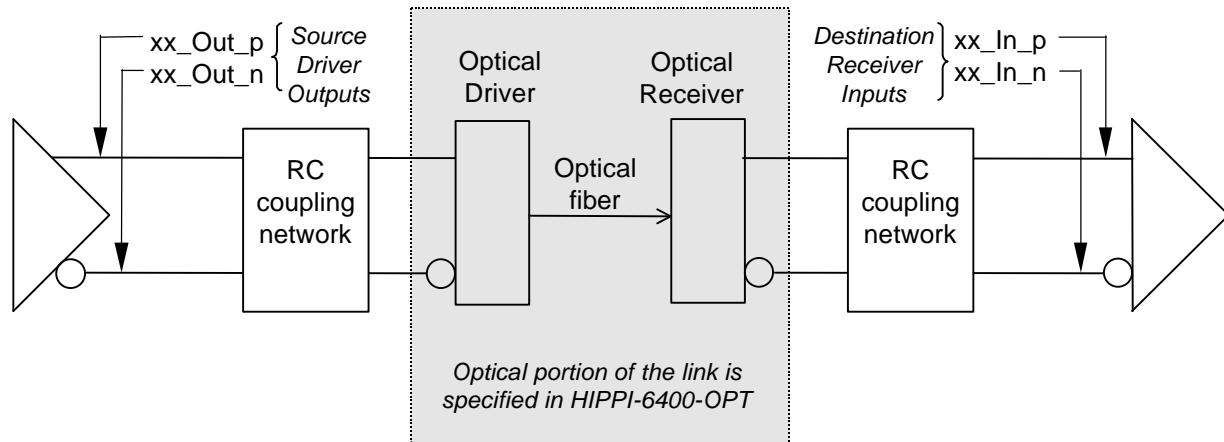 xx_Out_p
xx_Out_n
Source
Driver
Outputs
Optical
Driver
Optical
Receiver
Destination
Receiver
Inputs
xx_In_p
xx_In_n
RC
coupling
network
Optical
fiber
RC
coupling
network
Optical portion of the link is
specified in HIPPI-6400-OPT